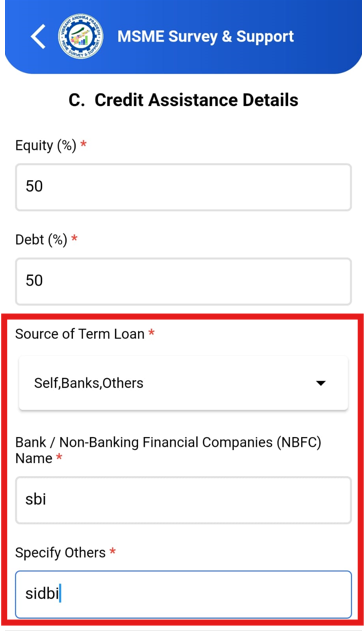 MSME Survey & Support
C. Credit Assistance Details
Equity (%) *
50
Debt (%) *
50
Source of Term Loan *
Self,Banks,Others
Bank / Non-Banking Financial Companies (NBFC)
Name *
sbi
Specify Others *
sidbi